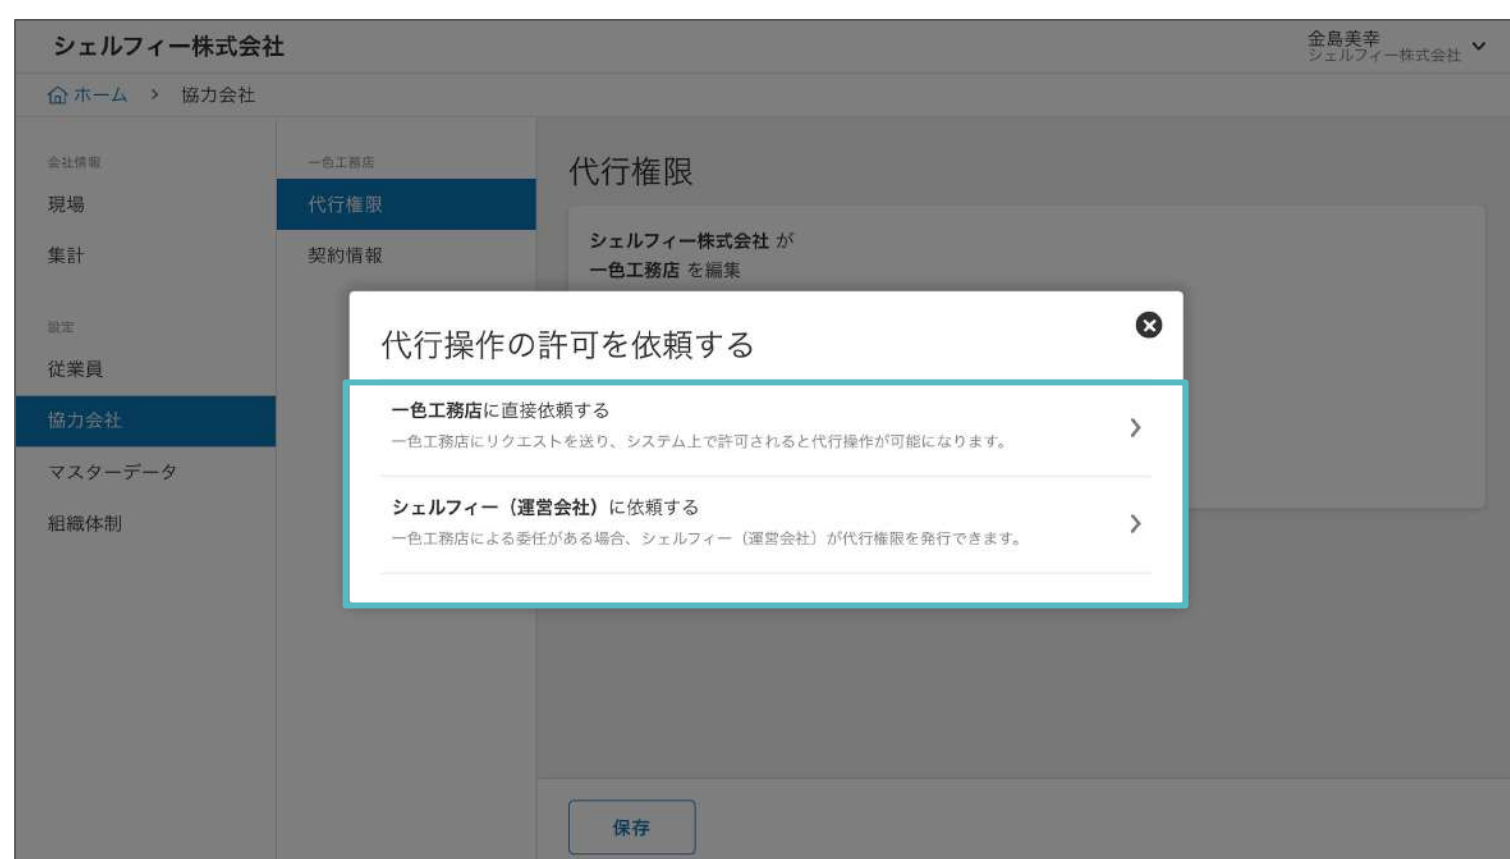 シェルフィー株式会社
金島美幸
シェルフィー株式会社
ホーム > 協力会社
会社情報
現場
集計
設定
従業員
協力会社
マスターデータ
組織体制
一色工務店
代行権限
契約情報
代行権限
シェルフィー株式会社 が
一色工務店 を編集
代行操作の許可を依頼する
一色工務店に直接依頼する
一色工務店にリクエストを送り、システム上で許可されると代行操作が可能になります。
シェルフィー（運営会社）に依頼する
一色工務店による委任がある場合、シェルフィー（運営会社）が代行権限を発行できます。
保存